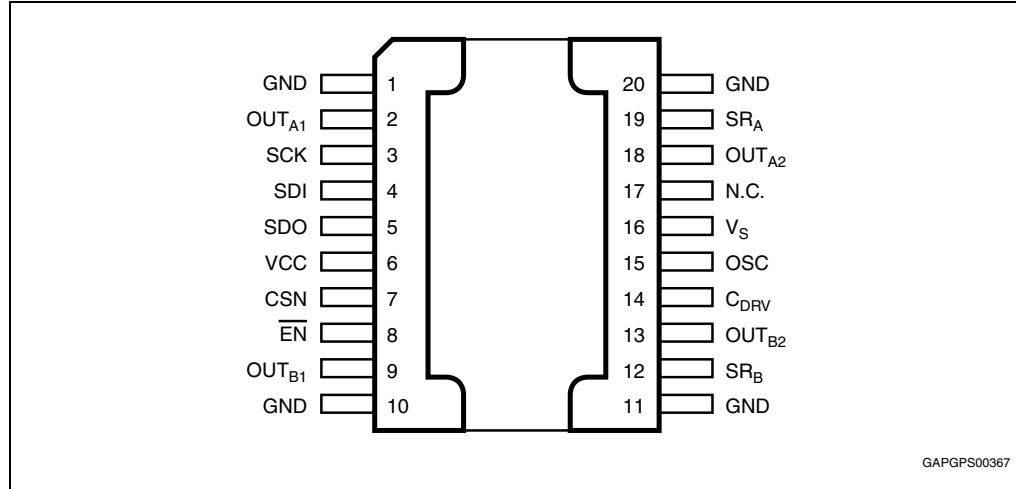 GND 1 20 GND
OUTA1 2 19 SRA
SCK 3 18 OUTA2
SDI 4 17 N.C.
SDO 5 16 VS
VCC 6 15 OSC
CSN 7 14 CDRV
E̅N̅ 8 13 OUTB2
OUTB1 9 12 SRB
GND 10 11 GND
GAPGPS00367